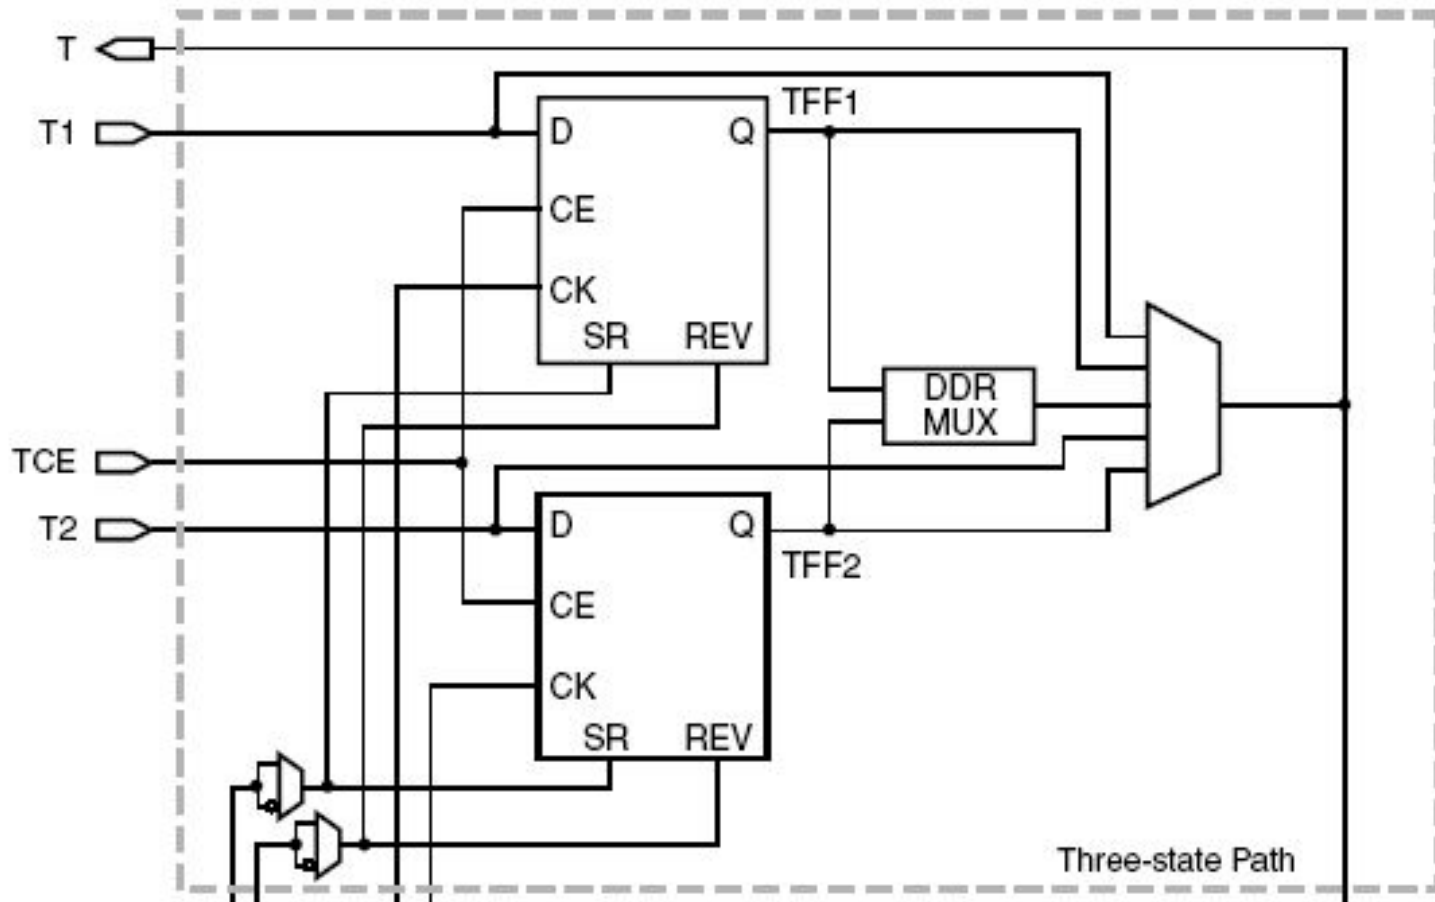 T
T1
TFF1
D
Q
CE
CK
SR
REV
DDR
MUX
TCE
T2
D
Q
TFF2
CE
CK
SR
REV
Three-state Path